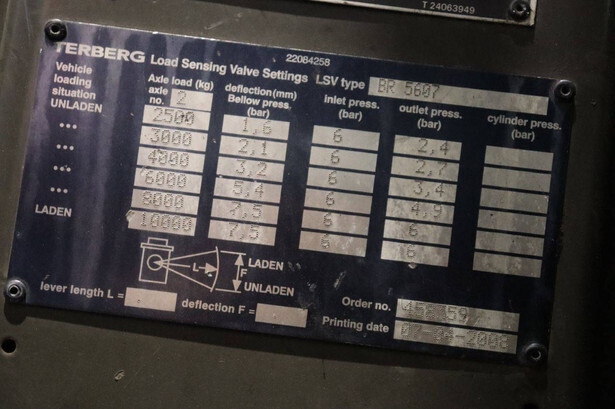 T 24063949
TERBERG Load Sensing Valve Settings 22084258 LSV type BR 5607
Vehicle loading situation Axle load (kg) axle no. 2 deflection(mm) Bellow press. (bar) inlet press. (bar) outlet press. (bar) cylinder press. (bar)
UNLADEN 2500 1,6 6 2,4
••• 3000 2,1 6 2,7
••• 4000 3,2 6 3,4
••• 6000 5,4 6 4,9
••• 8000 7,5 6 6
LADEN 10000 7,5 6 6
L F LADEN
UNLADEN
lever length L = deflection F =
Order no.
Printing date